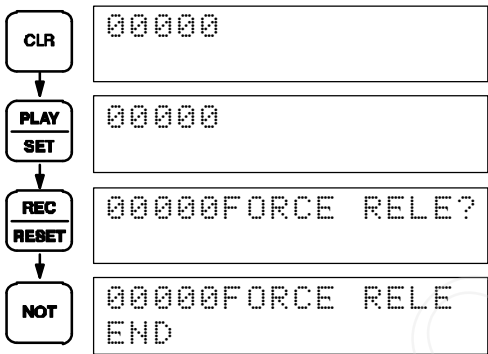 CLR
00000
PLAY
SET
00000
REC
RESET
00000FORCE RELE?
NOT
00000FORCE RELE
END